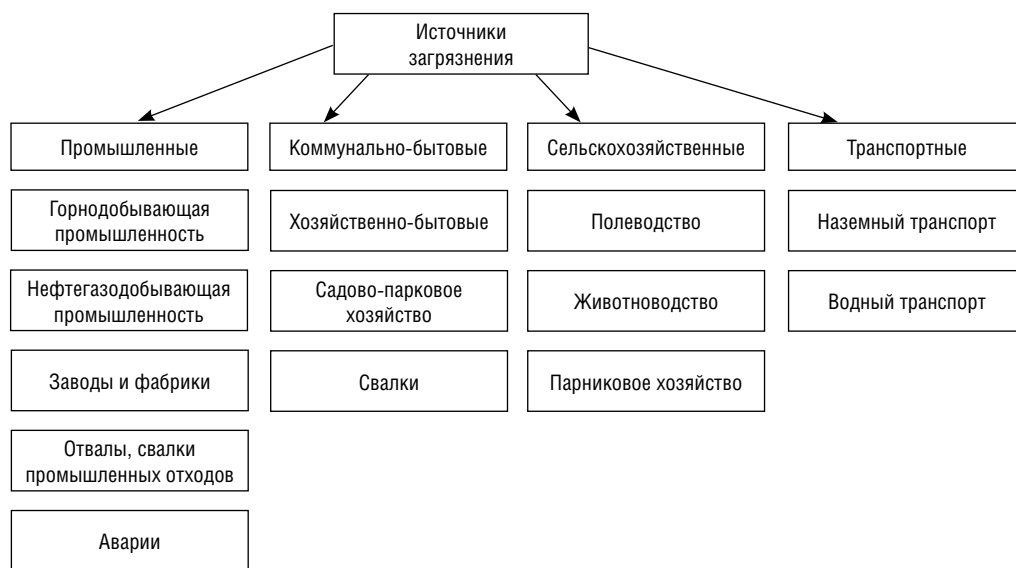 Источники
загрязнения
Промышленные
Коммунально-бытовые
Сельскохозяйственные
Транспортные
Горнодобывающая
промышленность
Хозяйственно-бытовые
Полеводство
Наземный транспорт
Нефтегазодобывающая
промышленность
Садово-парковое
хозяйство
Животноводство
Водный транспорт
Заводы и фабрики
Свалки
Парниковое хозяйство
Отвалы, свалки
промышленных отходов
Аварии